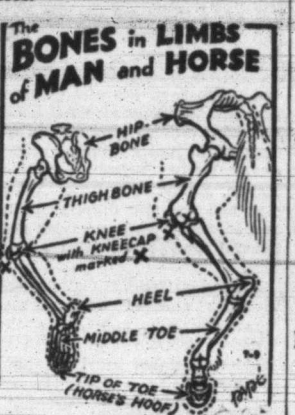 The
BONES in LIMBS
of MAN and HORSE
HIP-
BONE
THIGH BONE
KNEE
with KNEECAP
marked X
X
X
HEEL
MIDDLE TOE
TIP OF TOE
(HORSE'S HOOF)